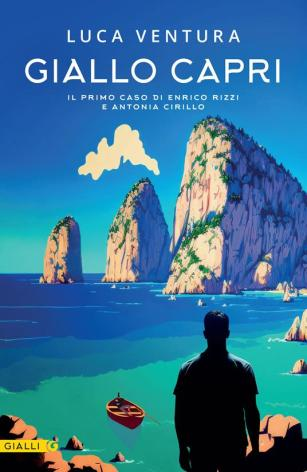 LUCA VENTURA
GIALLO CAPRI
IL PRIMO CASO DI ENRICO RIZZI
E ANTONIA CIRILLO
GIALLI G